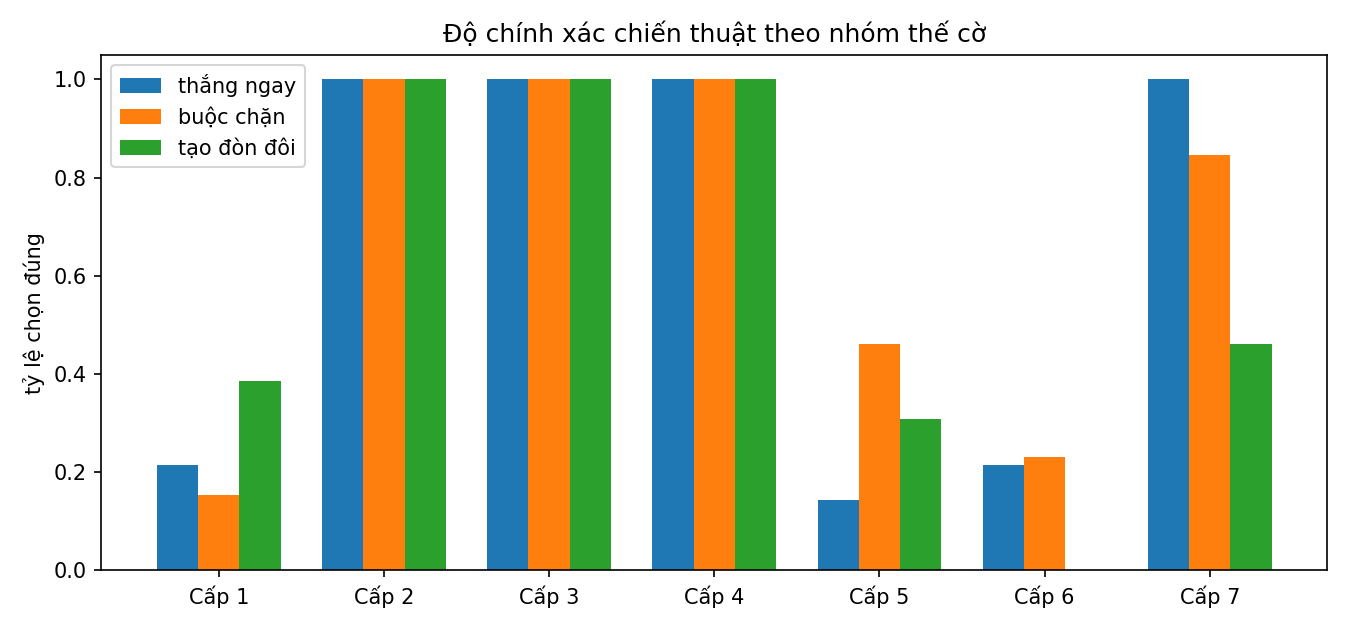 Độ chính xác chiến thuật theo nhóm thế cờ
thắng ngay
buộc chặn
tạo đòn đôi
tỷ lệ chọn đúng
1.0
0.8
0.6
0.4
0.2
0.0
Cấp 1 Cấp 2 Cấp 3 Cấp 4 Cấp 5 Cấp 6 Cấp 7